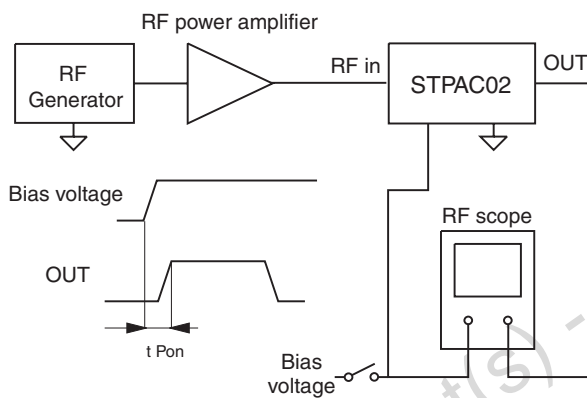 RF power amplifier
RF
Generator
RF in
STPAC02
OUT
Bias voltage
OUT
t Pon
RF scope
Bias
voltage
t(s) -